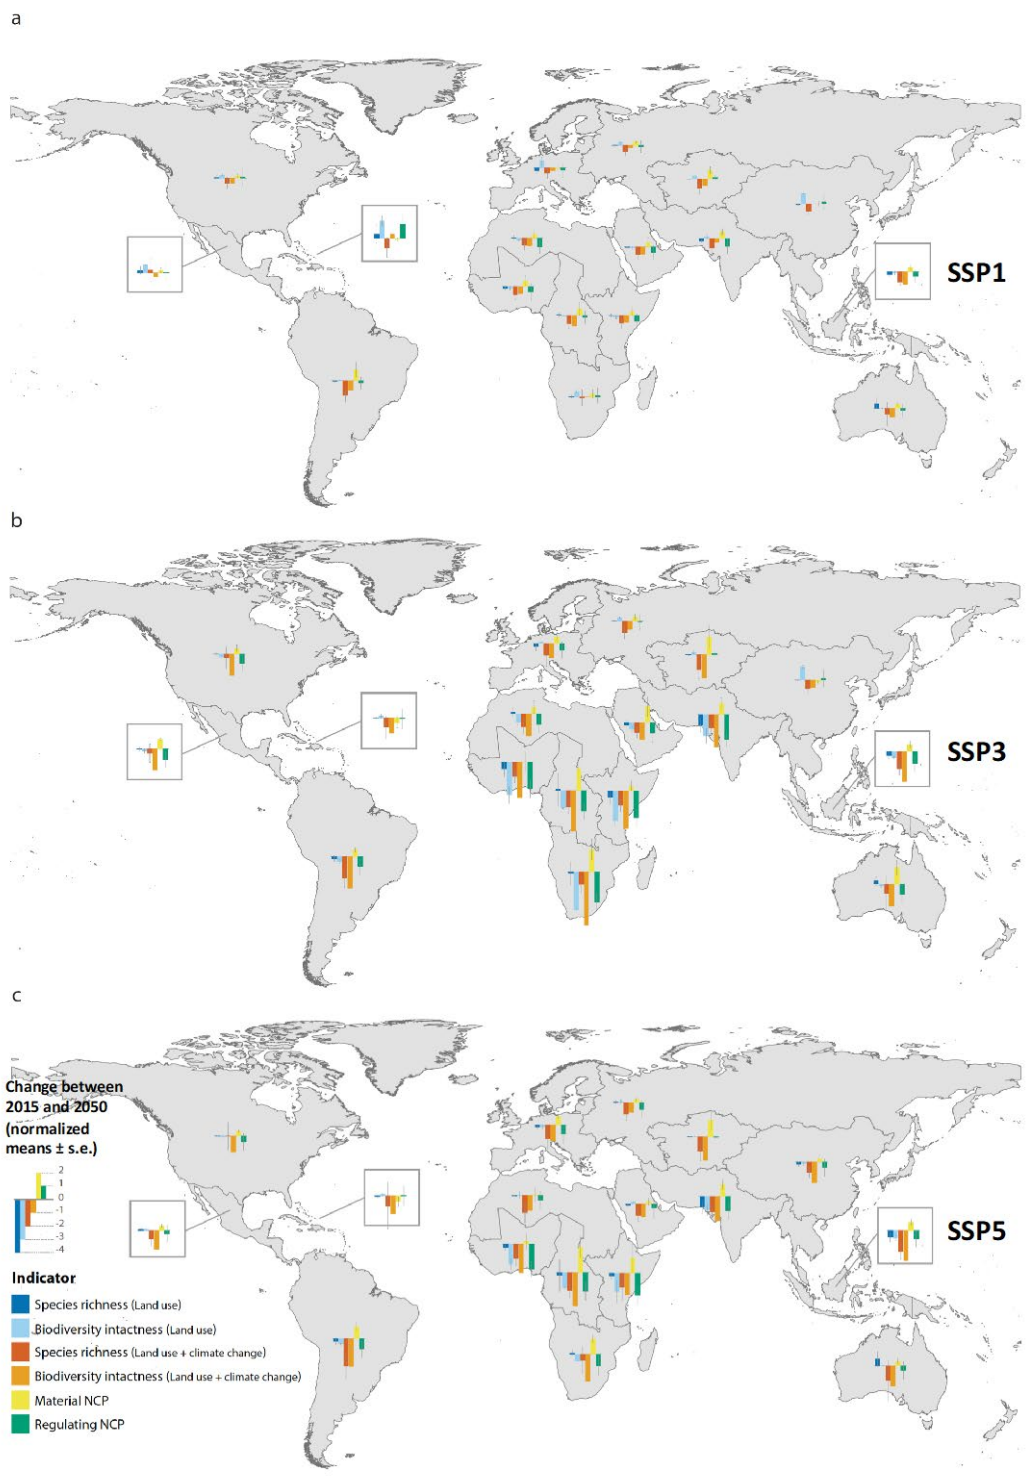 a
SSP1
b
SSP3
c
Change between
2015 and 2050
(normalized
means ± s.e.)
2
1
0
-1
-2
-3
-4
SSP5
Indicator
Species richness (Land use)
Biodiversity intactness (Land use)
Species richness (Land use + climate change)
Biodiversity intactness (Land use + climate change)
Material NCP
Regulating NCP